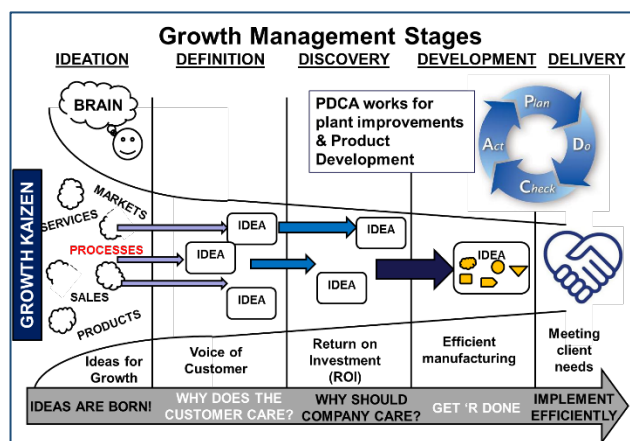 Growth Management Stages
IDEATION
DEFINITION
DISCOVERY
DEVELOPMENT
DELIVERY
BRAIN
PDCA works for
plant improvements
& Product
Development
Plan
Do
Check
Act
GROWTH KAIZEN
MARKETS
SERVICES
PROCESSES
SALES
PRODUCTS
IDEA
IDEA
IDEA
IDEA
IDEA
IDEA
Ideas for
Growth
Voice of
Customer
Return on
Investment
(ROI)
Efficient
manufacturing
Meeting
client
needs
IDEAS ARE BORN!
WHY DOES THE
CUSTOMER CARE?
WHY SHOULD
COMPANY CARE?
GET 'R DONE
IMPLEMENT
EFFICIENTLY